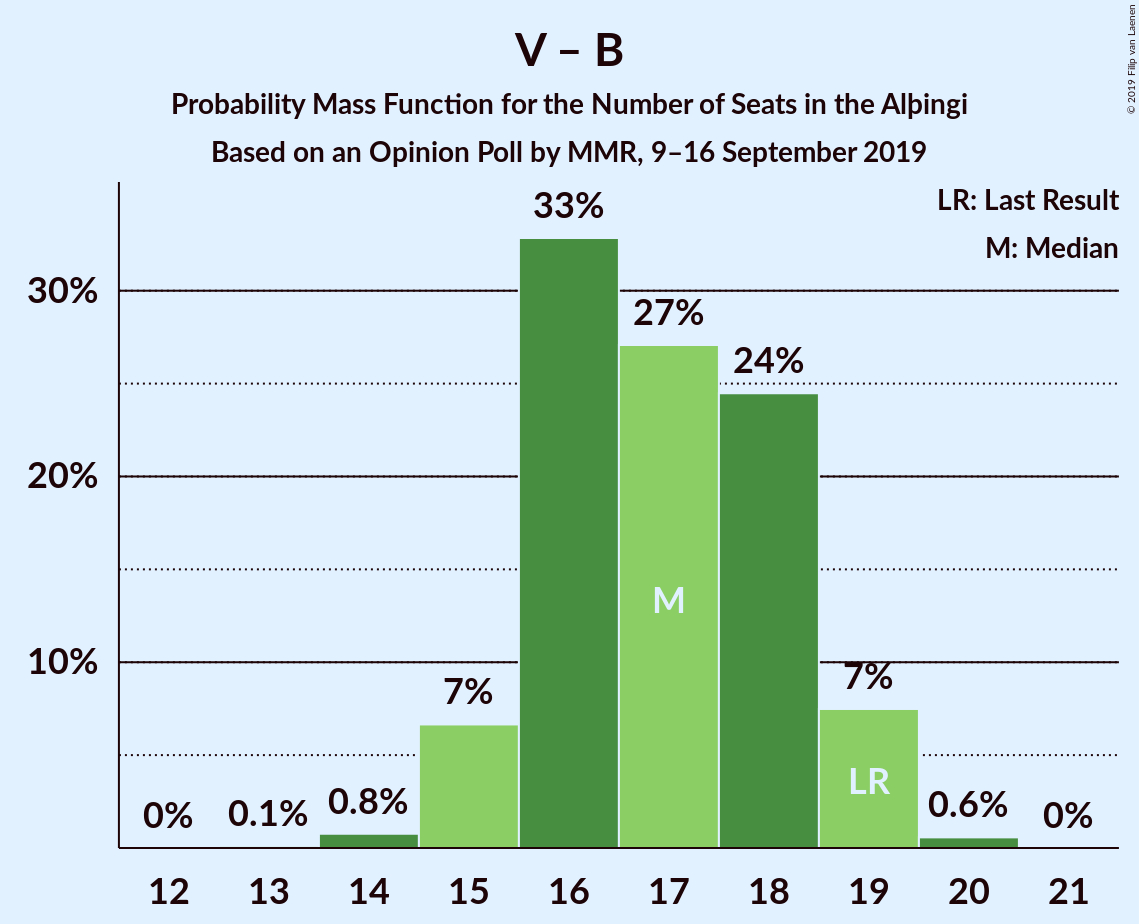 V – B
Probability Mass Function for the Number of Seats in the Alþingi
Based on an Opinion Poll by MMR, 9–16 September 2019
© 2019 Filip van Laenen
LR: Last Result
M: Median
33%
30%
27%
24%
20%
M
10%
7%
7%
LR
0%
0.1%
0.8%
0.6%
0%
12 13 14 15 16 17 18 19 20 21